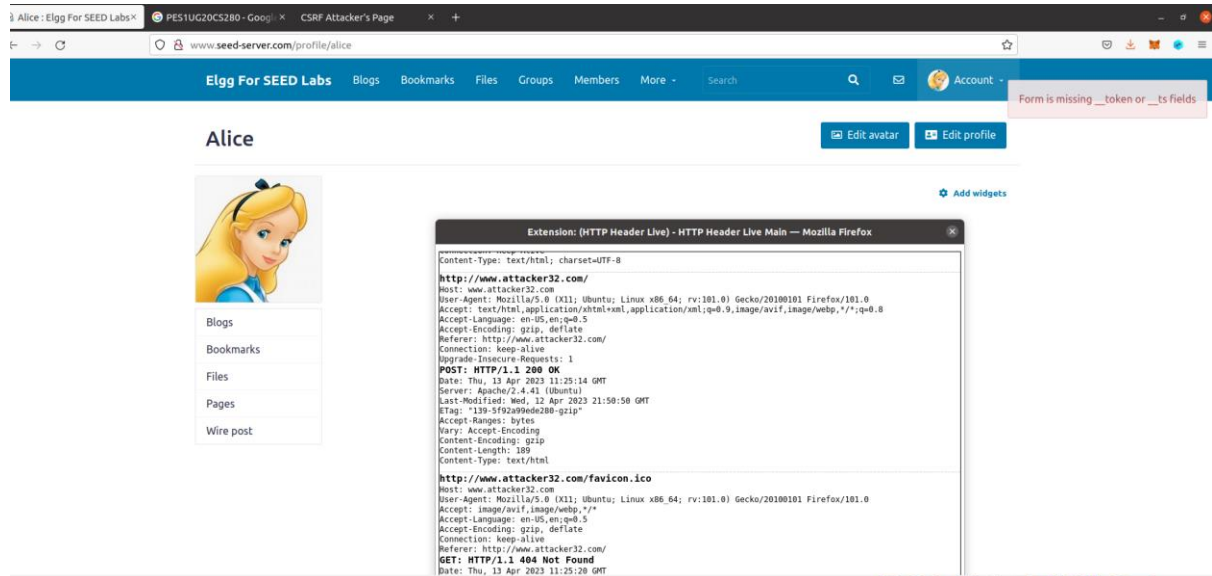 Alice : Elgg For SEED Labs
PES1UG20CS280 - Googl
CSRF Attacker's Page
www.seed-server.com/profile/alice
Elgg For SEED Labs Blogs Bookmarks Files Groups Members More Search Account
Form is missing __token or __ts fields
Alice
Edit avatar Edit profile
Add widgets
Blogs
Bookmarks
Files
Pages
Wire post
Extension: (HTTP Header Live) - HTTP Header Live Main — Mozilla Firefox
Content-Type: text/html; charset=UTF-8
http://www.attacker32.com/
Host: www.attacker32.com
User-Agent: Mozilla/5.0 (X11; Ubuntu; Linux x86_64; rv:101.0) Gecko/20100101 Firefox/101.0
Accept: text/html,application/xhtml+xml,application/xml;q=0.9,image/avif,image/webp,*/*;q=0.8
Accept-Language: en-US,en;q=0.5
Accept-Encoding: gzip, deflate
Referer: http://www.attacker32.com/
Connection: keep-alive
Upgrade-Insecure-Requests: 1
POST: HTTP/1.1 200 OK
Date: Thu, 13 Apr 2023 11:25:14 GMT
Server: Apache/2.4.41 (Ubuntu)
Last-Modified: Wed, 12 Apr 2023 21:50:50 GMT
ETag: "139-5f92a99ede280-gzip"
Accept-Ranges: bytes
Vary: Accept-Encoding
Content-Encoding: gzip
Content-Length: 189
Content-Type: text/html
http://www.attacker32.com/favicon.ico
Host: www.attacker32.com
User-Agent: Mozilla/5.0 (X11; Ubuntu; Linux x86_64; rv:101.0) Gecko/20100101 Firefox/101.0
Accept: image/avif,image/webp,*/*
Accept-Language: en-US,en;q=0.5
Accept-Encoding: gzip, deflate
Connection: keep-alive
Referer: http://www.attacker32.com/
GET: HTTP/1.1 404 Not Found
Date: Thu, 13 Apr 2023 11:25:20 GMT